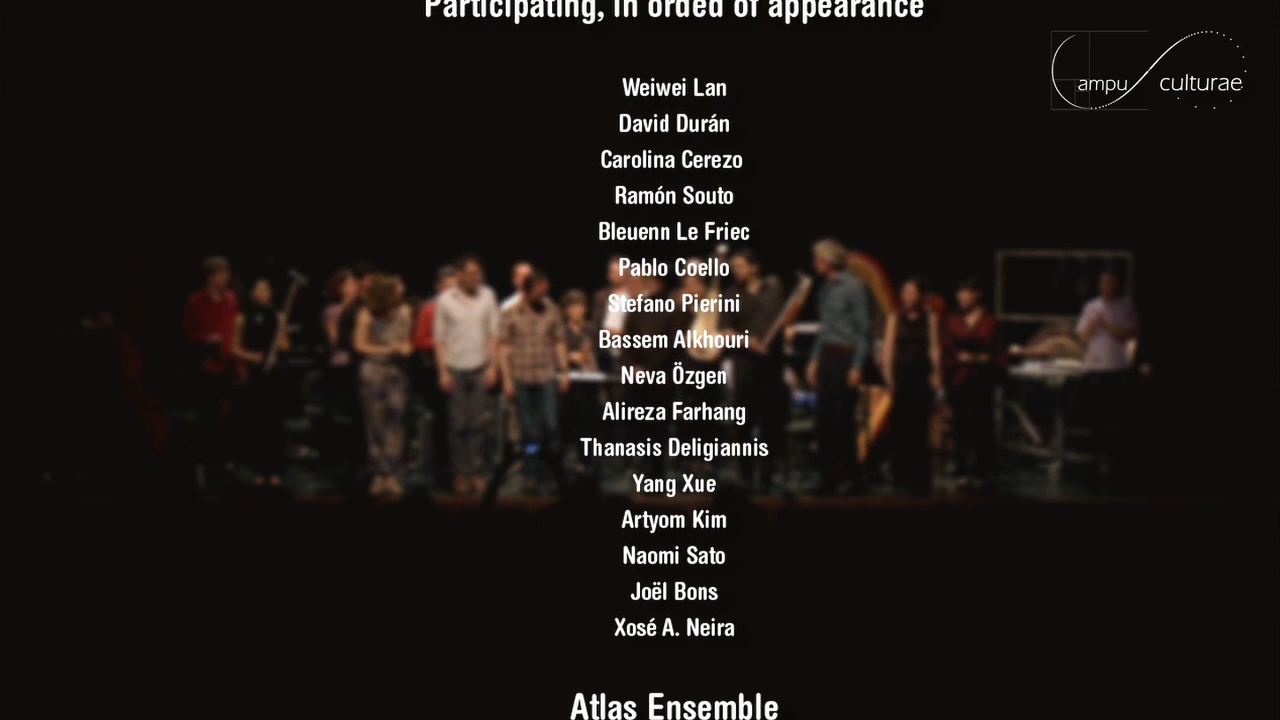 Participating, in orded of appearance
Campu culturae
Weiwei Lan
David Durán
Carolina Cerezo
Ramón Souto
Bleuenn Le Friec
Pablo Coello
Stefano Pierini
Bassem Alkhouri
Neva Özgen
Alireza Farhang
Thanasis Deligiannis
Yang Xue
Artyom Kim
Naomi Sato
Joël Bons
Xosé A. Neira
Atlas Ensemble